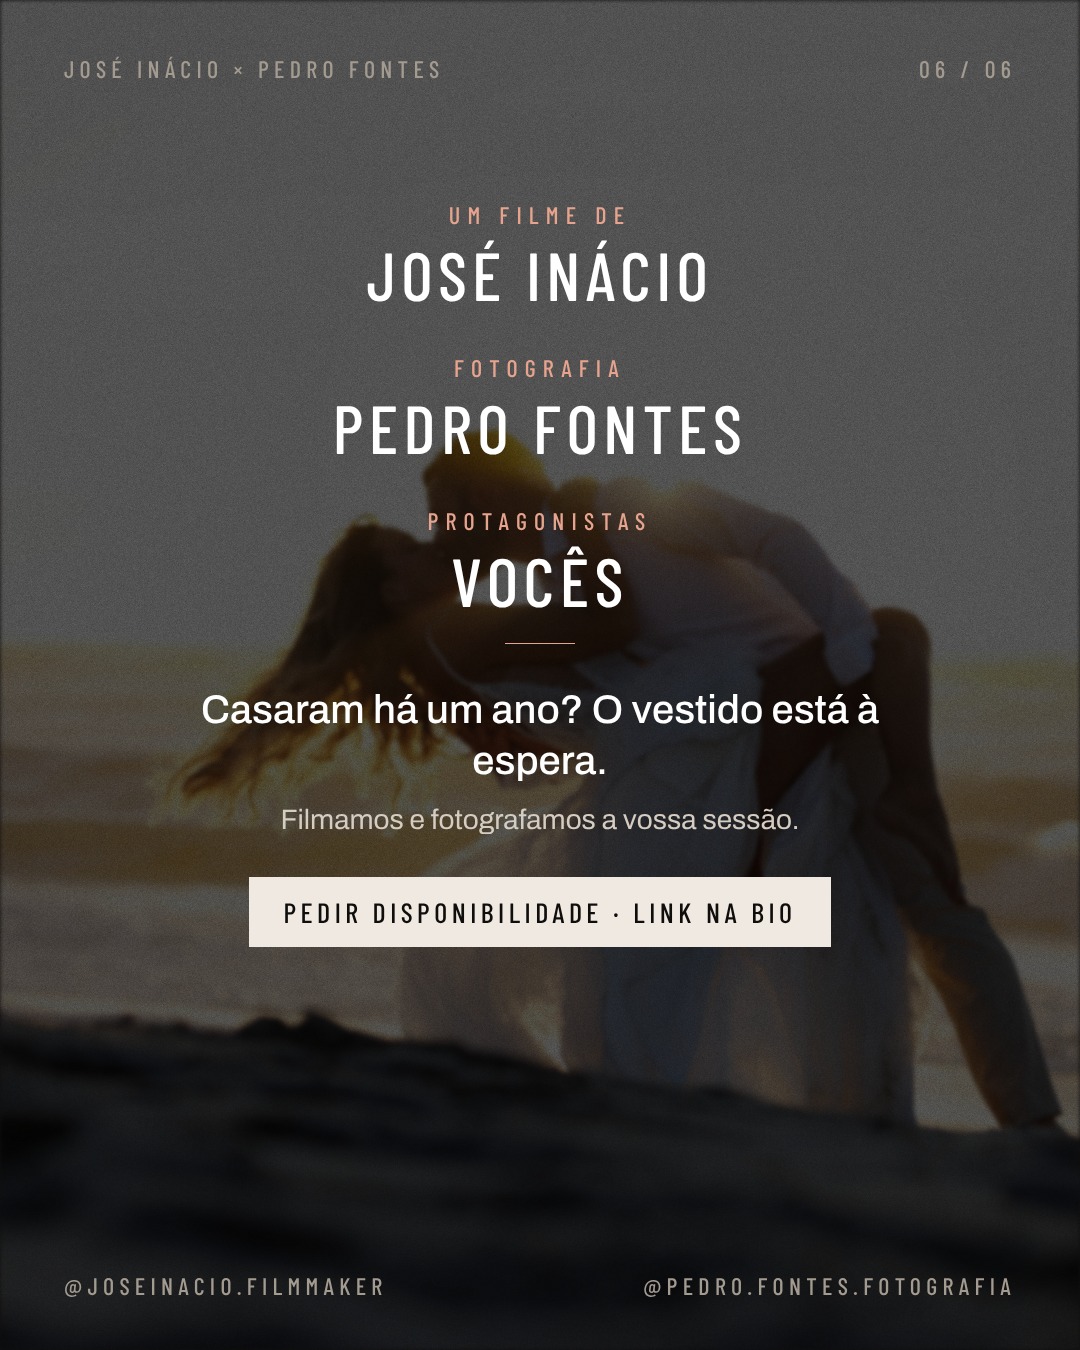 JOSÉ INÁCIO × PEDRO FONTES
06 / 06
UM FILME DE
JOSÉ INÁCIO
FOTOGRAFIA
PEDRO FONTES
PROTAGONISTAS
VOCÊS
Casaram há um ano? O vestido está à
espera.
Filmamos e fotografamos a vossa sessão.
PEDIR DISPONIBILIDADE · LINK NA BIO
@JOSEINACIO.FILMMAKER
@PEDRO.FONTES.FOTOGRAFIA